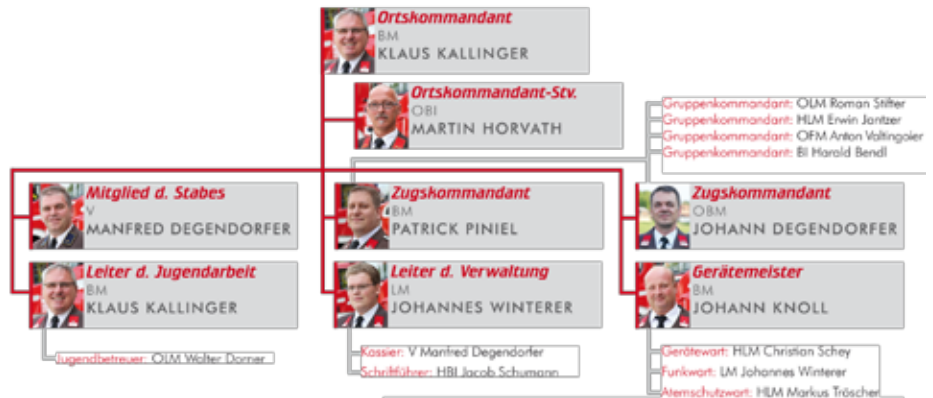 Ortskommandant
BM
KLAUS KALLINGER
Ortskommandant-Stv.
OBI
MARTIN HORVATH
Gruppenkommandant: OLM Roman Stifter
Gruppenkommandant: HLM Erwin Jantzer
Gruppenkommandant: OFM Anton
Gruppenkommandant: BI Harald Bendl
Mitglied d. Stabes
V
MANFRED DEGENDORFER
Zugskommandant
BM
PATRICK PINIEL
Zugskommandant
OBM
JOHANN DEGENDORFER
Leiter d. Jugendarbeit
BM
KLAUS KALLINGER
Leiter d. Verwaltung
LM
JOHANNES WINTERER
Gerätemeister
BM
JOHANN KNOLL
Jugendbetreuer: OLM Walter Dorner
Kassier: V Manfred Degendorfer
Schriftführer: HBI Jacob Schumann
Gerätewart: HLM Christian Schey
Funkwart: LM Johannes Winterer
Atemschutzwart: HLM Markus Tröscher